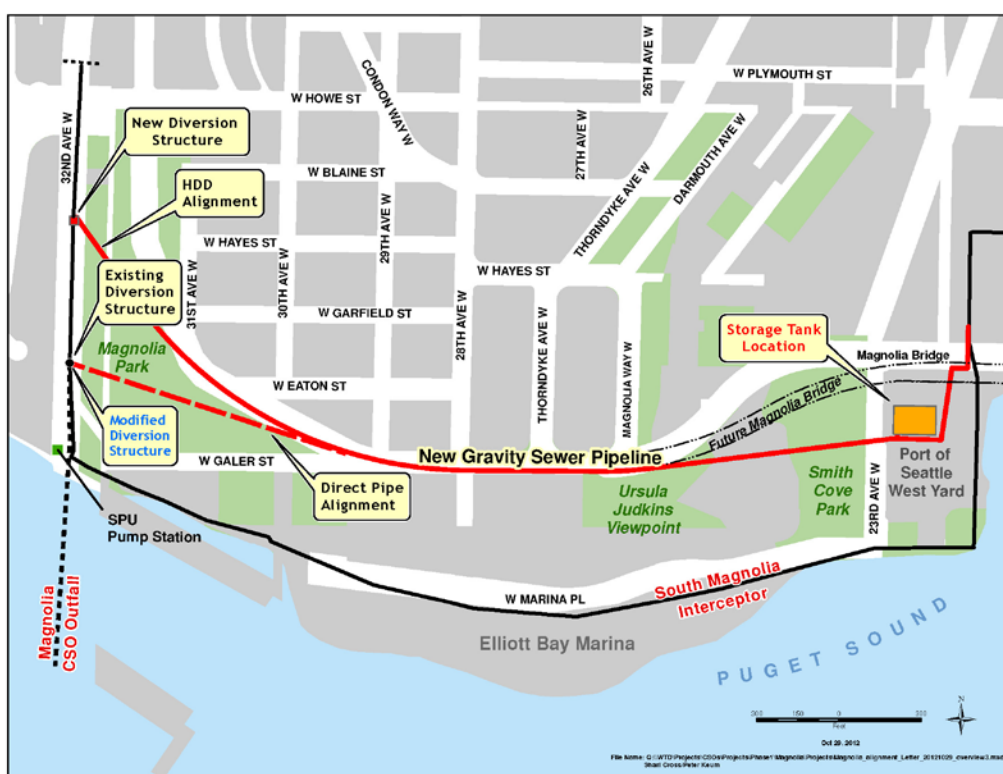 W PLYMOUTH ST
26TH AVE W
CONDON WAY W
W HOWE ST
32ND AVE W
New Diversion
Structure
27TH AVE W
THORNDYKE AVE W
DARMOUTH AVE W
W BLAINE ST
HDD
Alignment
29TH AVE W
W HAYES ST
31ST AVE W
30TH AVE W
W HAYES ST
Existing
Diversion
Structure
W GARFIELD ST
28TH AVE W
THORNDYKE AVE W
MAGNOLIA WAY W
Storage Tank
Location
Magnolia
Park
Magnolia Bridge
W EATON ST
Future Magnolia Bridge
Modified
Diversion
Structure
New Gravity Sewer Pipeline
W GALER ST
Port of
Seattle
West Yard
Direct Pipe
Alignment
Ursula
Judkins
Viewpoint
Smith
Cove
Park
23RD AVE W
SPU
Pump Station
South Magnolia
Interceptor
W MARINA PL
Magnolia
CSO Outfall
Elliott Bay Marina
PUGET SOUND
N
Feet
Oct 29, 2012
Stuart Cross/Peter Keum